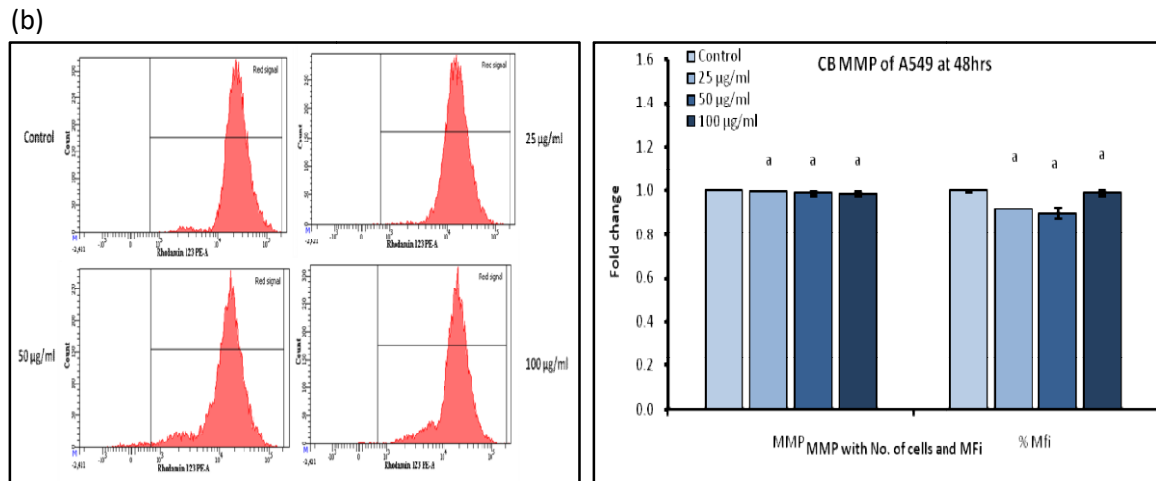 (b)
Control
Red signal
Count
Rhodamin 123 PE-A
25 µg/ml
Red signal
Count
Rhodamin 123 PE-A
50 µg/ml
Red signal
Count
Rhodamin 123 PE-A
100 µg/ml
Red signal
Count
Rhodamin 123 PE-A
CB MMP of A549 at 48hrs
Control
25 µg/ml
50 µg/ml
100 µg/ml
Fold change
1.6
1.4
1.2
1.0
0.8
0.6
0.4
0.2
0.0
a a a a a a
MMP % Mfi
MMP with No. of cells and MFi